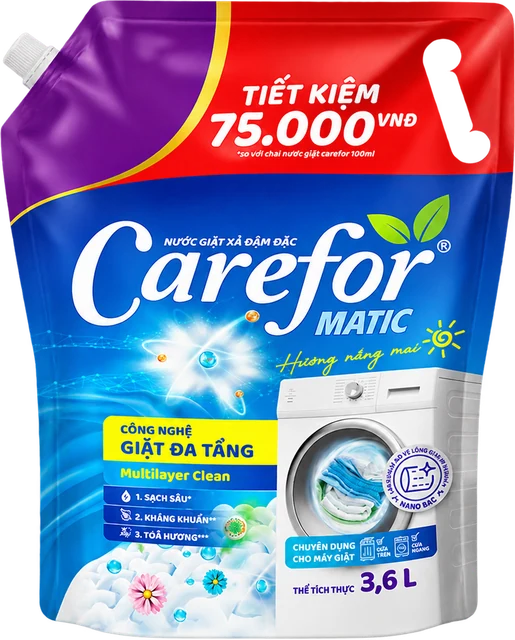 TIẾT KIỆM
75.000 VNĐ
*so với chai nước giặt carefor 100ml
NƯỚC GIẶT XẢ ĐẬM ĐẶC
Carefor®
MATIC
Hương nắng mai
CÔNG NGHỆ
GIẶT ĐA TẦNG
Multilayer Clean
1. SẠCH SÂU*
2. KHÁNG KHUẨN**
3. TỎA HƯƠNG***
NANO BẠC
CHUYÊN DỤNG
CHO MÁY GIẶT
CỬA TRÊN
CỬA NGANG
THỂ TÍCH THỰC 3,6 L